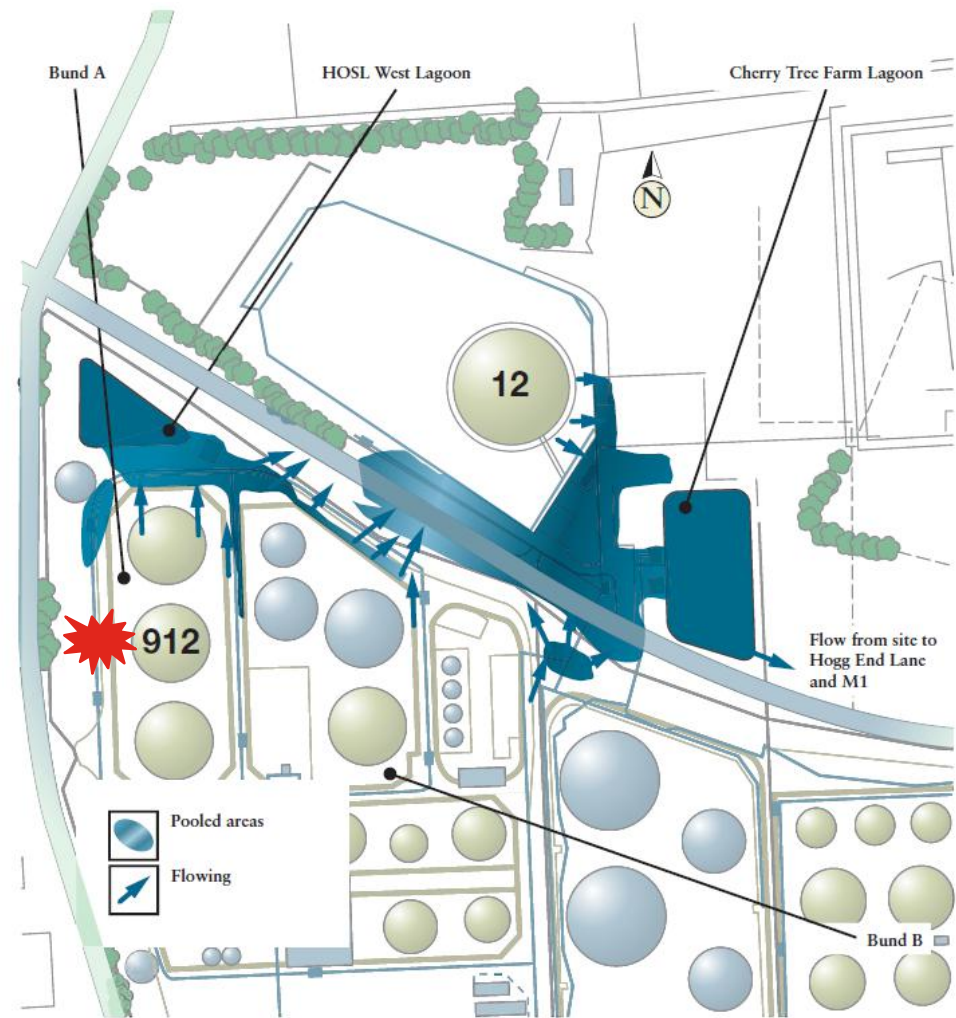 Bund A
HOSL West Lagoon
Cherry Tree Farm Lagoon
N
12
912
Flow from site to
Hogg End Lane
and M1
Pooled areas
Flowing
Bund B